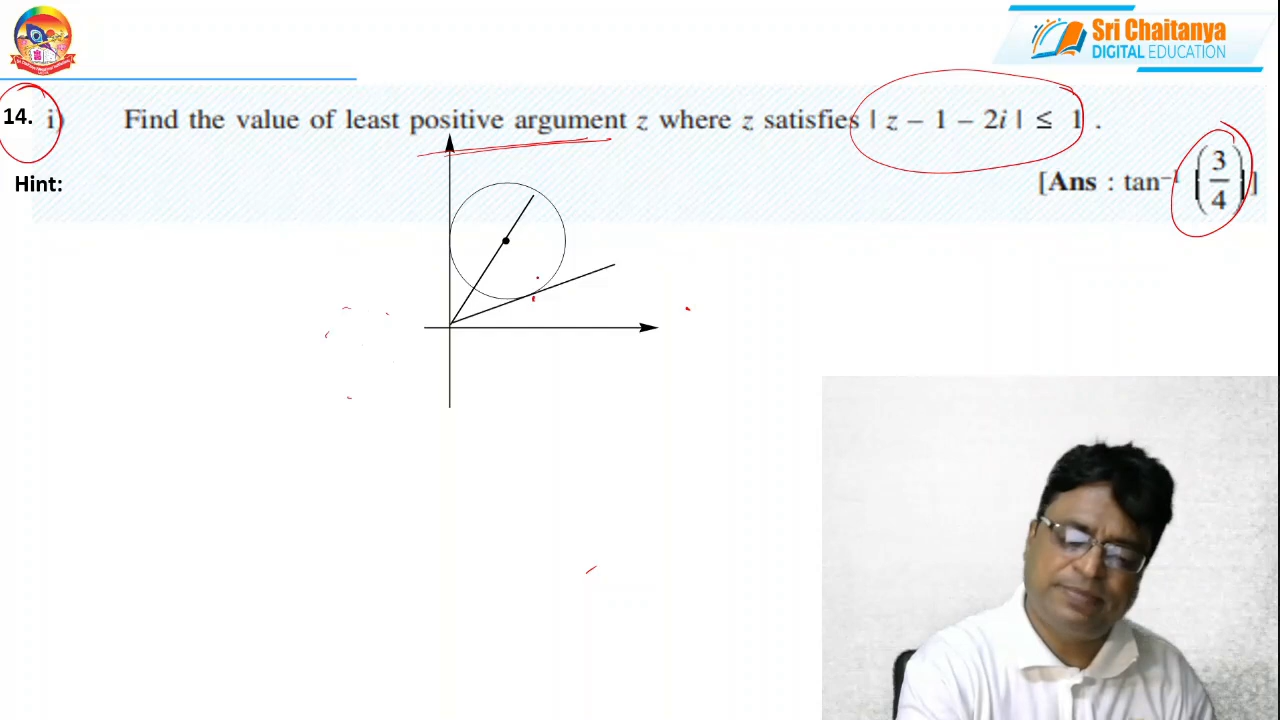 Sri Chaitanya
DIGITAL EDUCATION
14. i) Find the value of least positive argument z where z satisfies | z – 1 – 2i | ≤ 1 .
Hint:
[Ans : tan⁻¹ (3/4)]